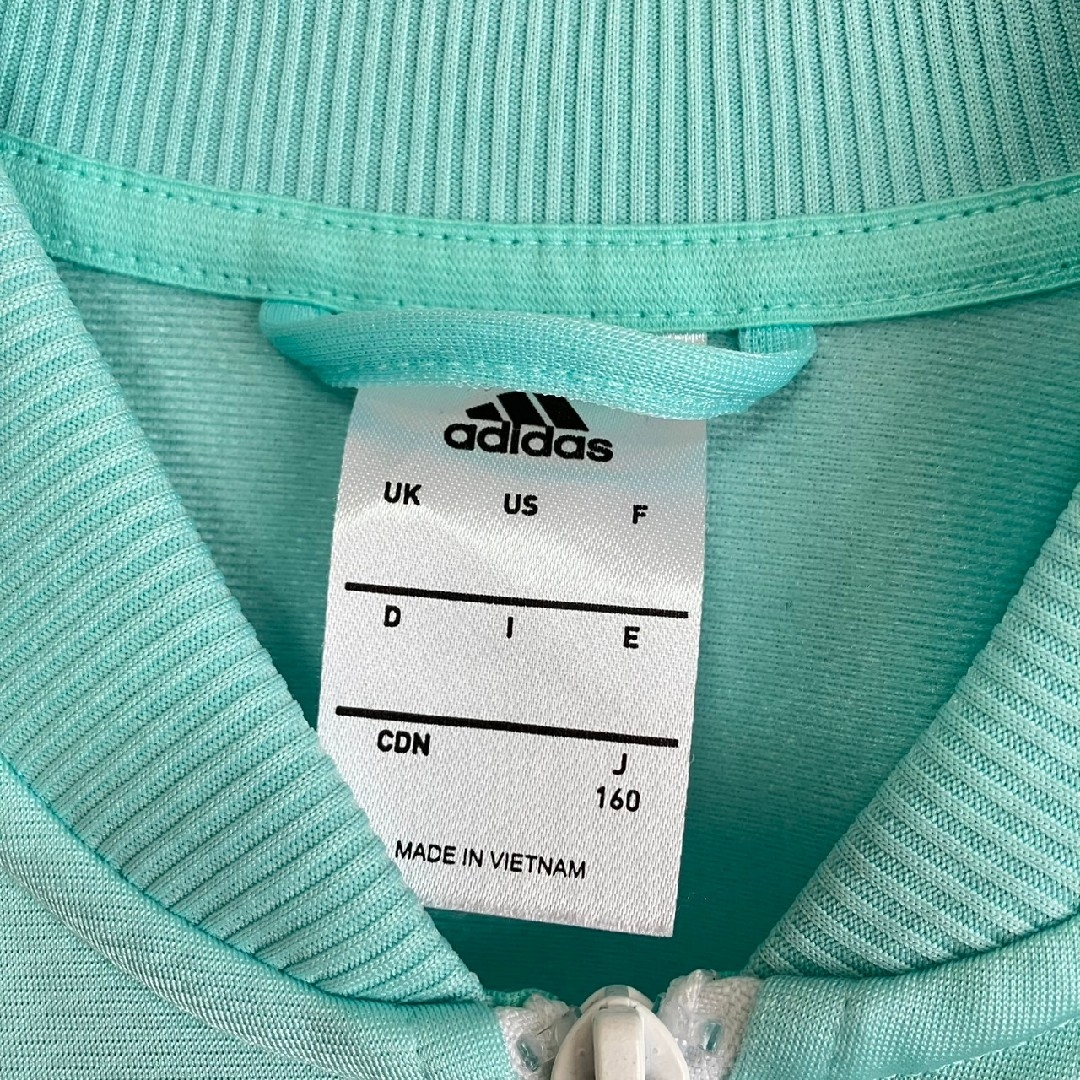 adidas
UK US F
D I E
CDN J
160
MADE IN VIETNAM